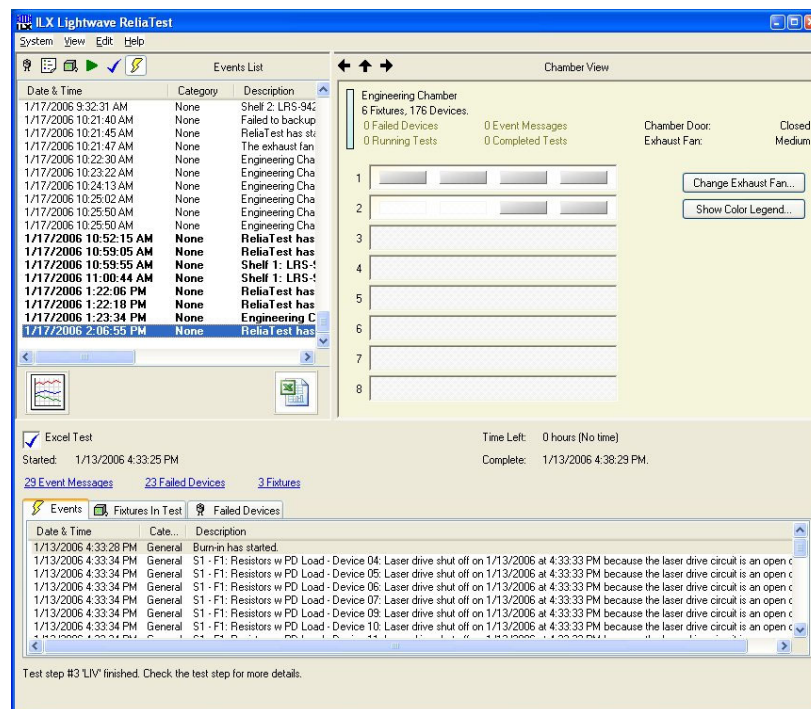 ILX Lightwave ReliaTest
System View Edit Help
Events List
Date & Time Category Description
1/17/2006 9:32:31 AM None Shelf 2: LRS-942
1/17/2006 10:21:40 AM None Failed to backup
1/17/2006 10:21:45 AM None ReliaTest has sta
1/17/2006 10:21:47 AM None The exhaust fan
1/17/2006 10:22:30 AM None Engineering Cha
1/17/2006 10:23:22 AM None Engineering Cha
1/17/2006 10:24:13 AM None Engineering Cha
1/17/2006 10:25:02 AM None Engineering Cha
1/17/2006 10:25:50 AM None Engineering Cha
1/17/2006 10:25:50 AM None Engineering Cha
1/17/2006 10:52:15 AM None ReliaTest has
1/17/2006 10:59:05 AM None ReliaTest has
1/17/2006 10:59:55 AM None Shelf 1: LRS-9
1/17/2006 11:00:44 AM None Shelf 1: LRS-9
1/17/2006 1:22:06 PM None ReliaTest has
1/17/2006 1:22:18 PM None ReliaTest has
1/17/2006 1:23:34 PM None Engineering C
1/17/2006 2:06:55 PM None ReliaTest has
Chamber View
Engineering Chamber
6 Fixtures, 176 Devices.
0 Failed Devices 0 Event Messages Chamber Door: Closed
0 Running Tests 0 Completed Tests Exhaust Fan: Medium
1
2
3
4
5
6
7
8
Change Exhaust Fan...
Show Color Legend...
Excel Test Time Left: 0 hours (No time)
Started: 1/13/2006 4:33:25 PM Complete: 1/13/2006 4:38:29 PM.
29 Event Messages 23 Failed Devices 3 Fixtures
Events Fixtures In Test Failed Devices
Date & Time Cate... Description
1/13/2006 4:33:28 PM General Burn-in has started.
1/13/2006 4:33:34 PM General S1 - F1: Resistors w PD Load - Device 04: Laser drive shut off on 1/13/2006 at 4:33:33 PM because the laser drive circuit is an open c
1/13/2006 4:33:34 PM General S1 - F1: Resistors w PD Load - Device 05: Laser drive shut off on 1/13/2006 at 4:33:33 PM because the laser drive circuit is an open c
1/13/2006 4:33:34 PM General S1 - F1: Resistors w PD Load - Device 06: Laser drive shut off on 1/13/2006 at 4:33:33 PM because the laser drive circuit is an open c
1/13/2006 4:33:34 PM General S1 - F1: Resistors w PD Load - Device 07: Laser drive shut off on 1/13/2006 at 4:33:33 PM because the laser drive circuit is an open c
1/13/2006 4:33:34 PM General S1 - F1: Resistors w PD Load - Device 09: Laser drive shut off on 1/13/2006 at 4:33:33 PM because the laser drive circuit is an open c
1/13/2006 4:33:34 PM General S1 - F1: Resistors w PD Load - Device 10: Laser drive shut off on 1/13/2006 at 4:33:33 PM because the laser drive circuit is an open c
Test step #3 'LIV' finished. Check the test step for more details.